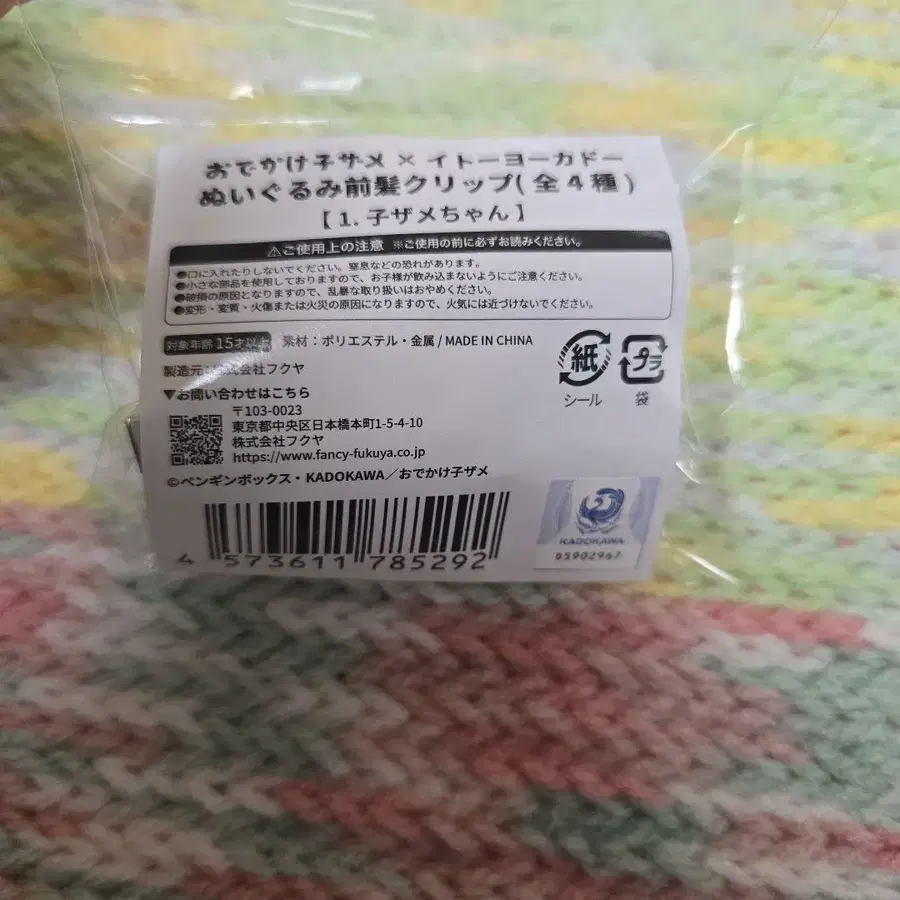 おでかけ子ザメ×イトーヨーカドー
ぬいぐるみ前髪クリップ(全4種)
【1.子ザメちゃん】
⚠ご使用上の注意 ※ご使用の前に必ずお読みください。
●口に入れたりしないでください。窒息などの恐れがあります。
●小さな部品を使用しておりますので、お子様が飲み込まないようにご注意ください。
●破損の原因となりますので、乱暴な取り扱いはおやめください。
●変形・変質・火傷または火災の原因になりますので、火気には近づけないでください。
対象年齢15才以上 素材：ポリエステル・金属/MADE IN CHINA
製造元：株式会社フクヤ
▼お問い合わせはこちら
〒103-0023
東京都中央区日本橋本町1-5-4-10
株式会社フクヤ
https://www.fancy-fukuya.co.jp
©ペンギンボックス・KADOKAWA／おでかけ子ザメ
紙
シール
プラ
袋
4 573611 785292
KADOKAWA
05902967